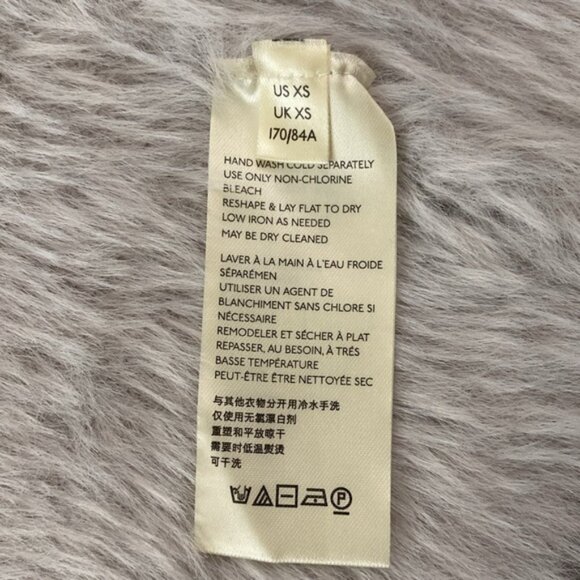 US XS
UK XS
170/84A
HAND WASH COLD SEPARATELY
USE ONLY NON-CHLORINE
BLEACH
RESHAPE & LAY FLAT TO DRY
LOW IRON AS NEEDED
MAY BE DRY CLEANED
LAVER À LA MAIN À L'EAU FROIDE
SÉPARÉMEN
UTILISER UN AGENT DE
BLANCHIMENT SANS CHLORE SI
NÉCESSAIRE
REMODELER ET SÉCHER À PLAT
REPASSER, AU BESOIN, À TRÉS
BASSE TEMPÉRATURE
PEUT-ÊTRE ÊTRE NETTOYÉE SEC
与其他衣物分开用冷水手洗
仅使用无氯漂白剂
重塑和平放晾干
需要时低温熨烫
可干洗
P